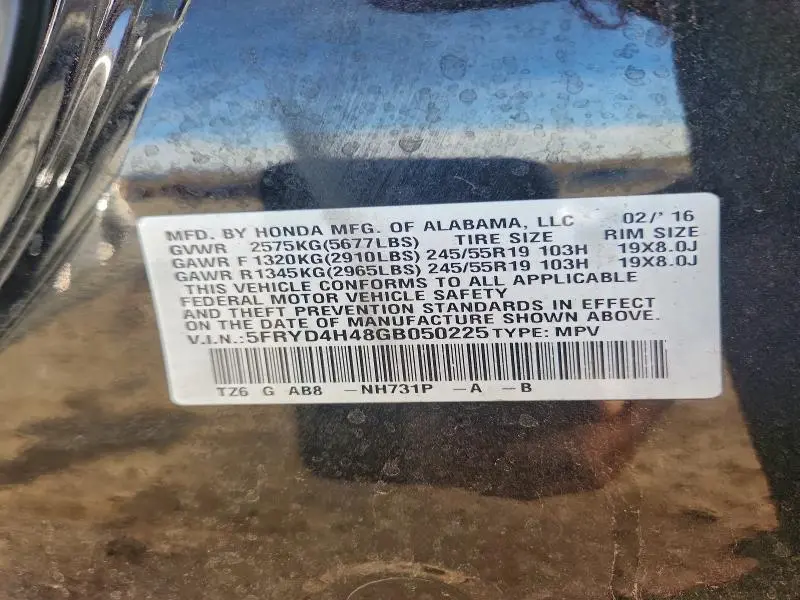 MFD. BY HONDA MFG. OF ALABAMA, LLC 02/' 16
GVWR 2575KG(5677LBS) TIRE SIZE RIM SIZE
GAWR F 1320KG(2910LBS) 245/55R19 103H 19X8.0J
GAWR R1345KG(2965LBS) 245/55R19 103H 19X8.0J
THIS VEHICLE CONFORMS TO ALL APPLICABLE
FEDERAL MOTOR VEHICLE SAFETY
AND THEFT PREVENTION STANDARDS IN EFFECT
ON THE DATE OF MANUFACTURE SHOWN ABOVE.
V.I.N.: 5FRYD4H48GB050225 TYPE: MPV
TZ6 G AB8 -NH731P -A -B